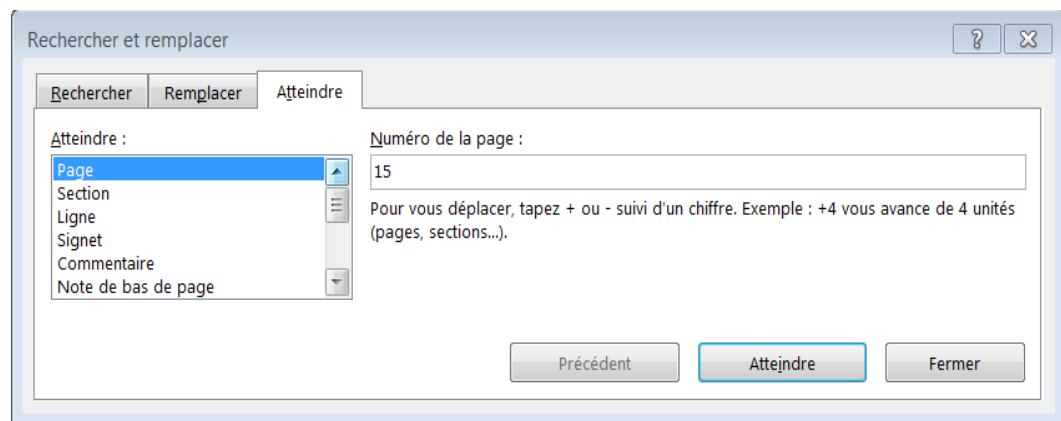 Rechercher et remplacer
Rechercher Remplacer Atteindre
Atteindre :
Page
Section
Ligne
Signet
Commentaire
Note de bas de page
Numéro de la page :
15
Pour vous déplacer, tapez + ou - suivi d'un chiffre. Exemple : +4 vous avance de 4 unités
(pages, sections...).
Précédent Atteindre Fermer